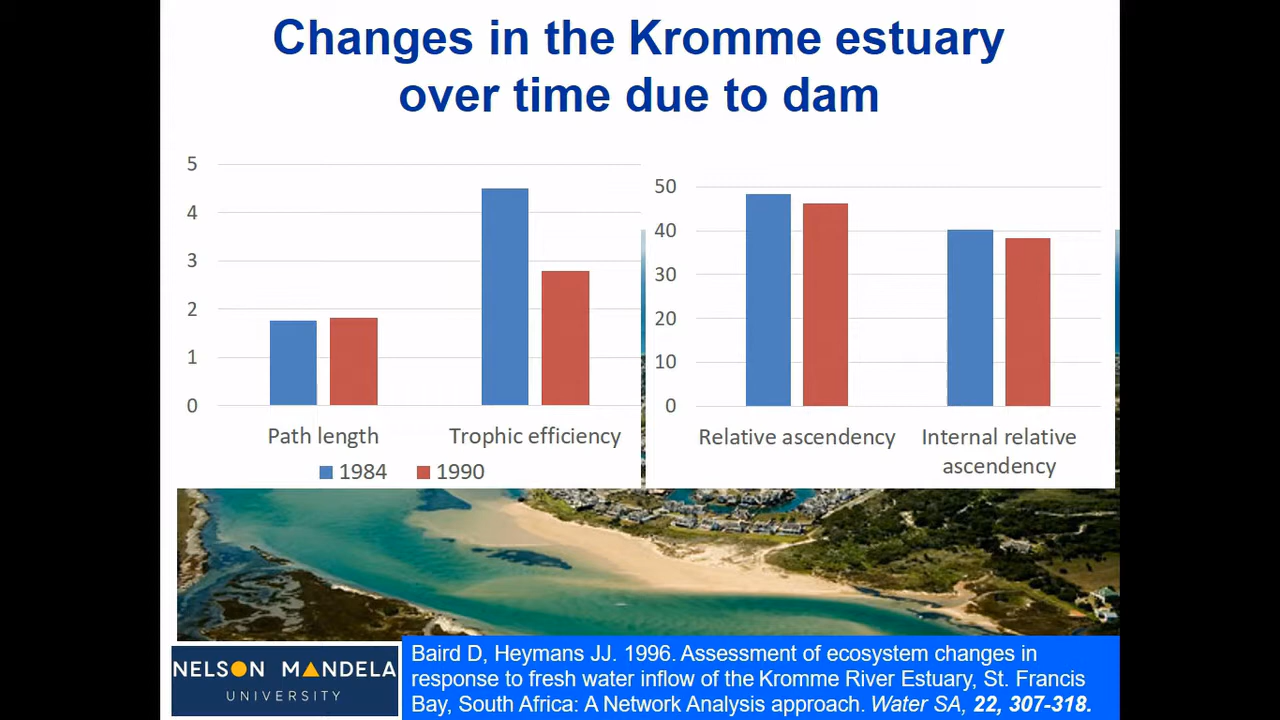 Changes in the Kromme estuary
over time due to dam
5
4
3
2
1
0
Path length
Trophic efficiency
1984
1990
50
40
30
20
10
0
Relative ascendency
Internal relative
ascendency
NELSON MANDELA
UNIVERSITY
Baird D, Heymans JJ. 1996. Assessment of ecosystem changes in
response to fresh water inflow of the Kromme River Estuary, St. Francis
Bay, South Africa: A Network Analysis approach. Water SA, 22, 307-318.